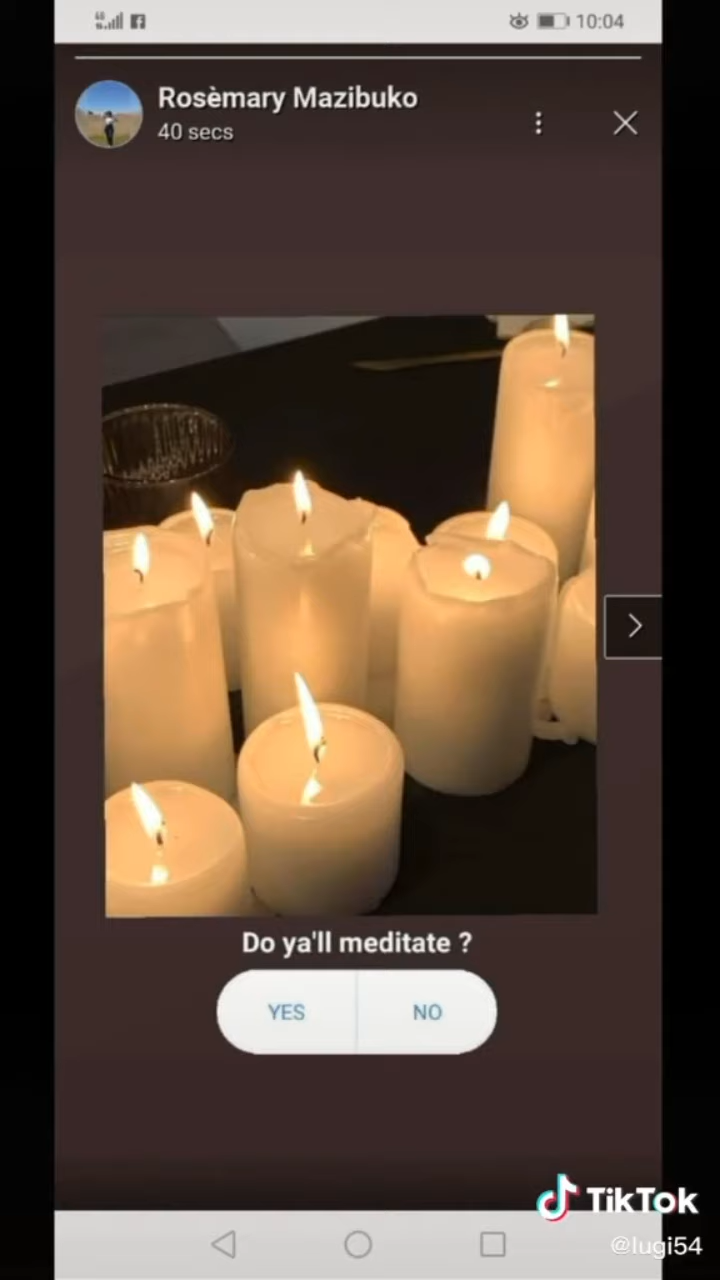 10:04
Rosèmary Mazibuko
40 secs
Do ya'll meditate ?
YES
NO
TikTok
@lugi54